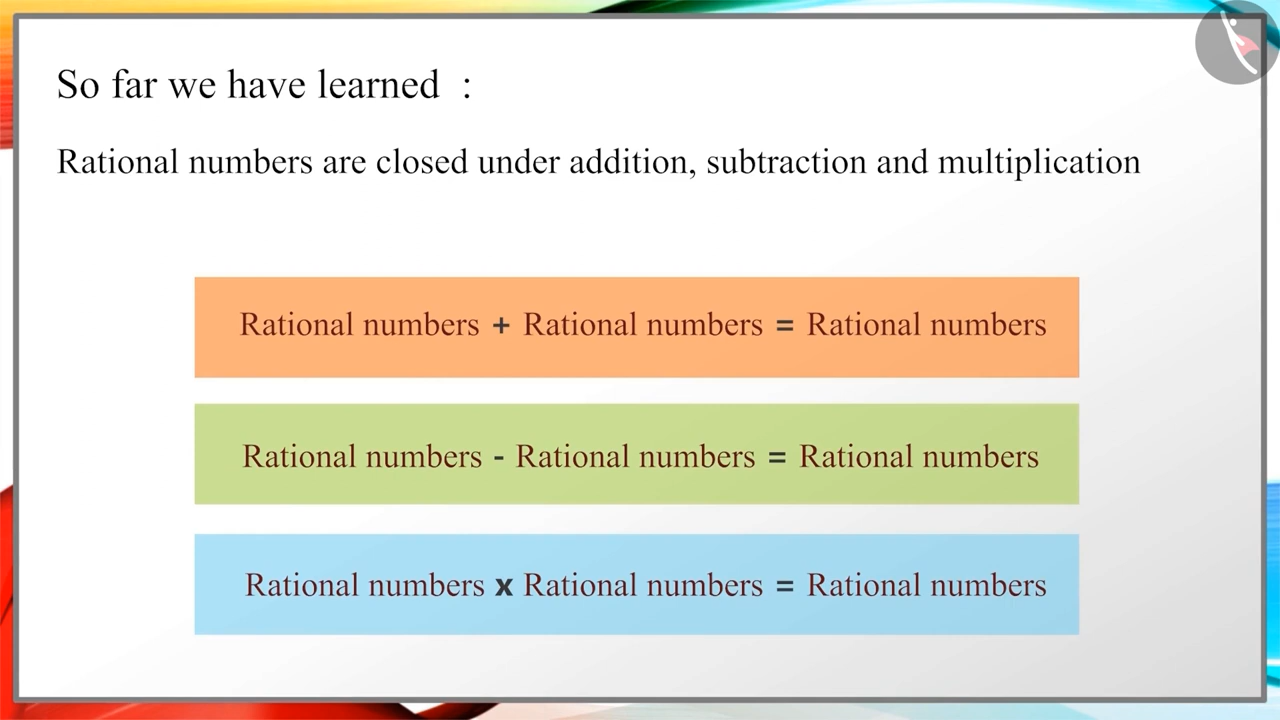 So far we have learned :
Rational numbers are closed under addition, subtraction and multiplication
Rational numbers + Rational numbers = Rational numbers
Rational numbers - Rational numbers = Rational numbers
Rational numbers x Rational numbers = Rational numbers